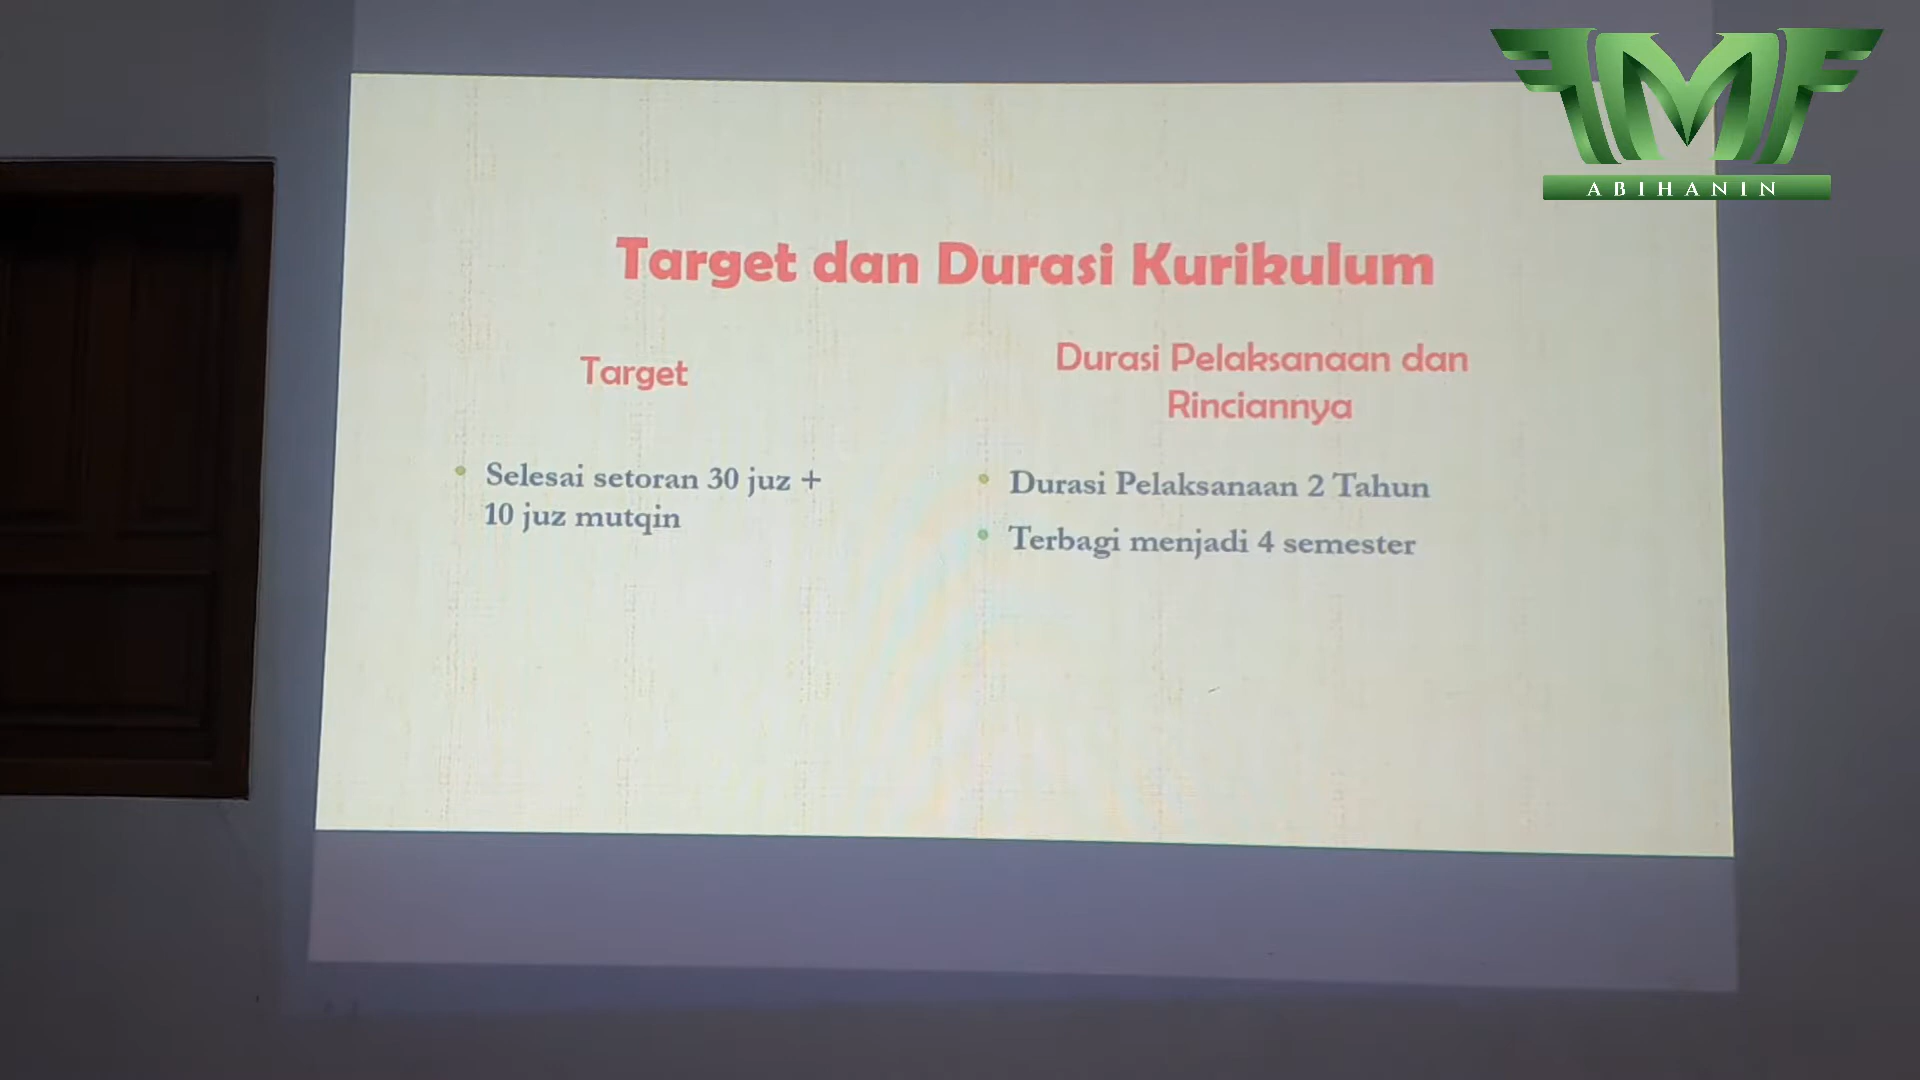 FMF
ABIHANIN
Target dan Durasi Kurikulum
Target
Selesai setoran 30 juz +
10 juz mutqin
Durasi Pelaksanaan dan
Rinciannya
Durasi Pelaksanaan 2 Tahun
Terbagi menjadi 4 semester